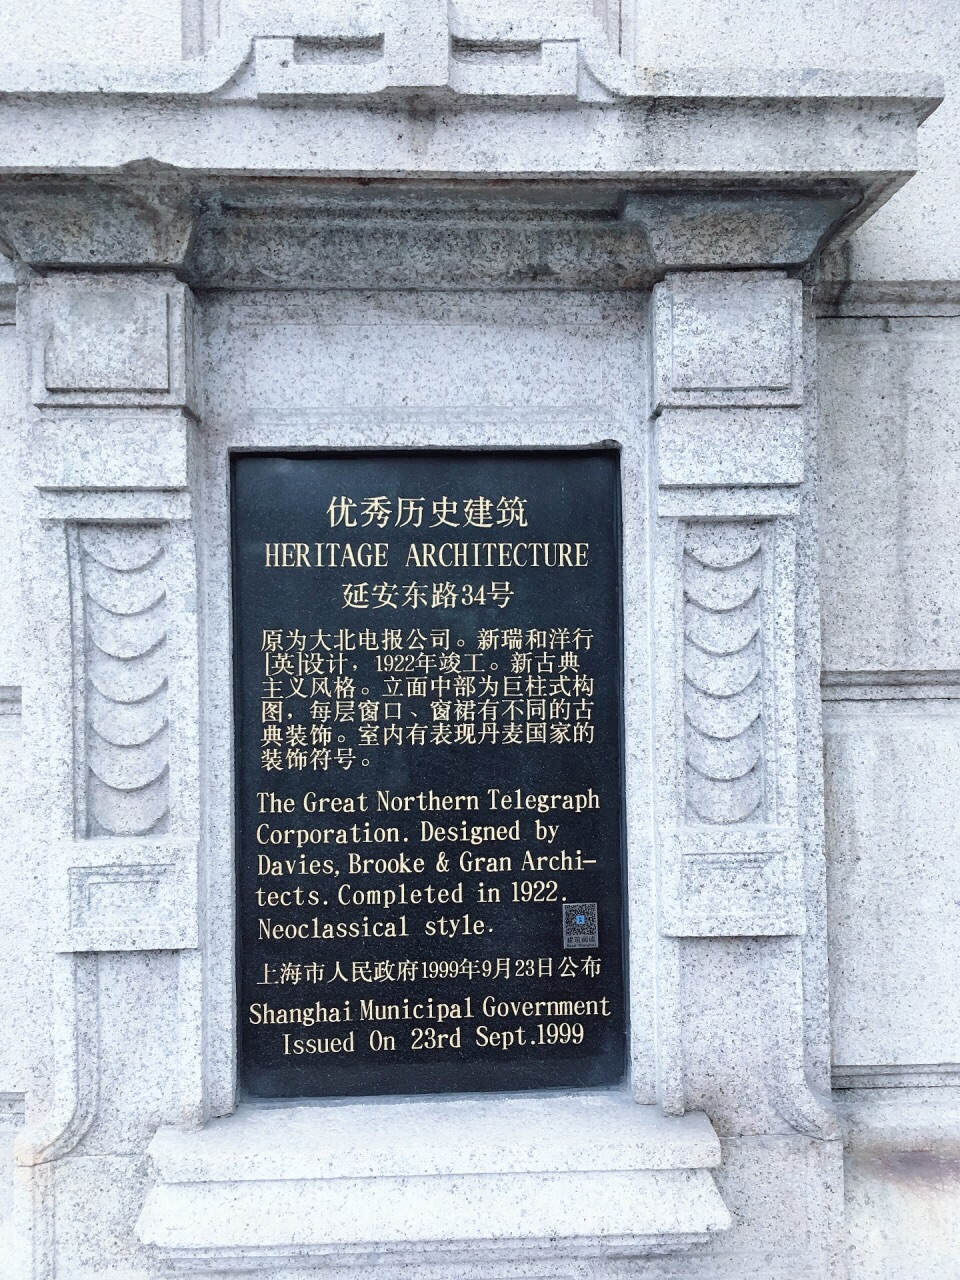 优秀历史建筑
HERITAGE ARCHITECTURE
延安东路34号
原为大北电报公司。新瑞和洋行
[英]设计，1922年竣工。新古典
主义风格。立面中部为巨柱式构
图，每层窗口、窗裙有不同的古
典装饰。室内有表现丹麦国家的
装饰符号。
The Great Northern Telegraph
Corporation. Designed by
Davies, Brooke & Gran Archi-
tects. Completed in 1922.
Neoclassical style.
建筑阅读
上海市人民政府1999年9月23日公布
Shanghai Municipal Government
Issued On 23rd Sept.1999